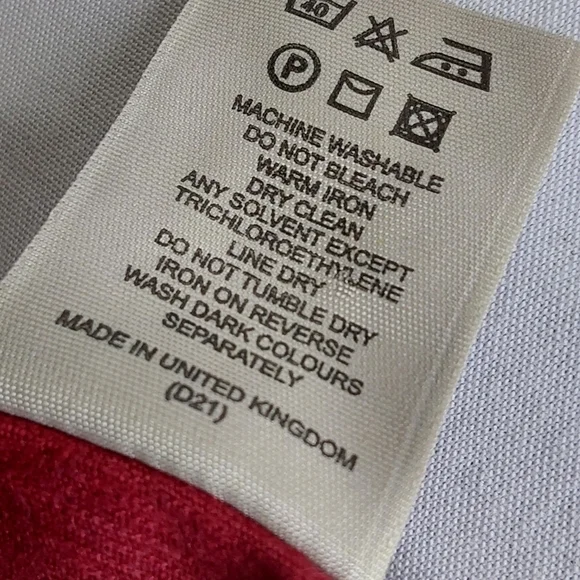 40
P
MACHINE WASHABLE
DO NOT BLEACH
WARM IRON
DRY CLEAN
ANY SOLVENT EXCEPT
TRICHLOROETHYLENE
LINE DRY
DO NOT TUMBLE DRY
IRON ON REVERSE
WASH DARK COLOURS
SEPARATELY
MADE IN UNITED KINGDOM
(D21)